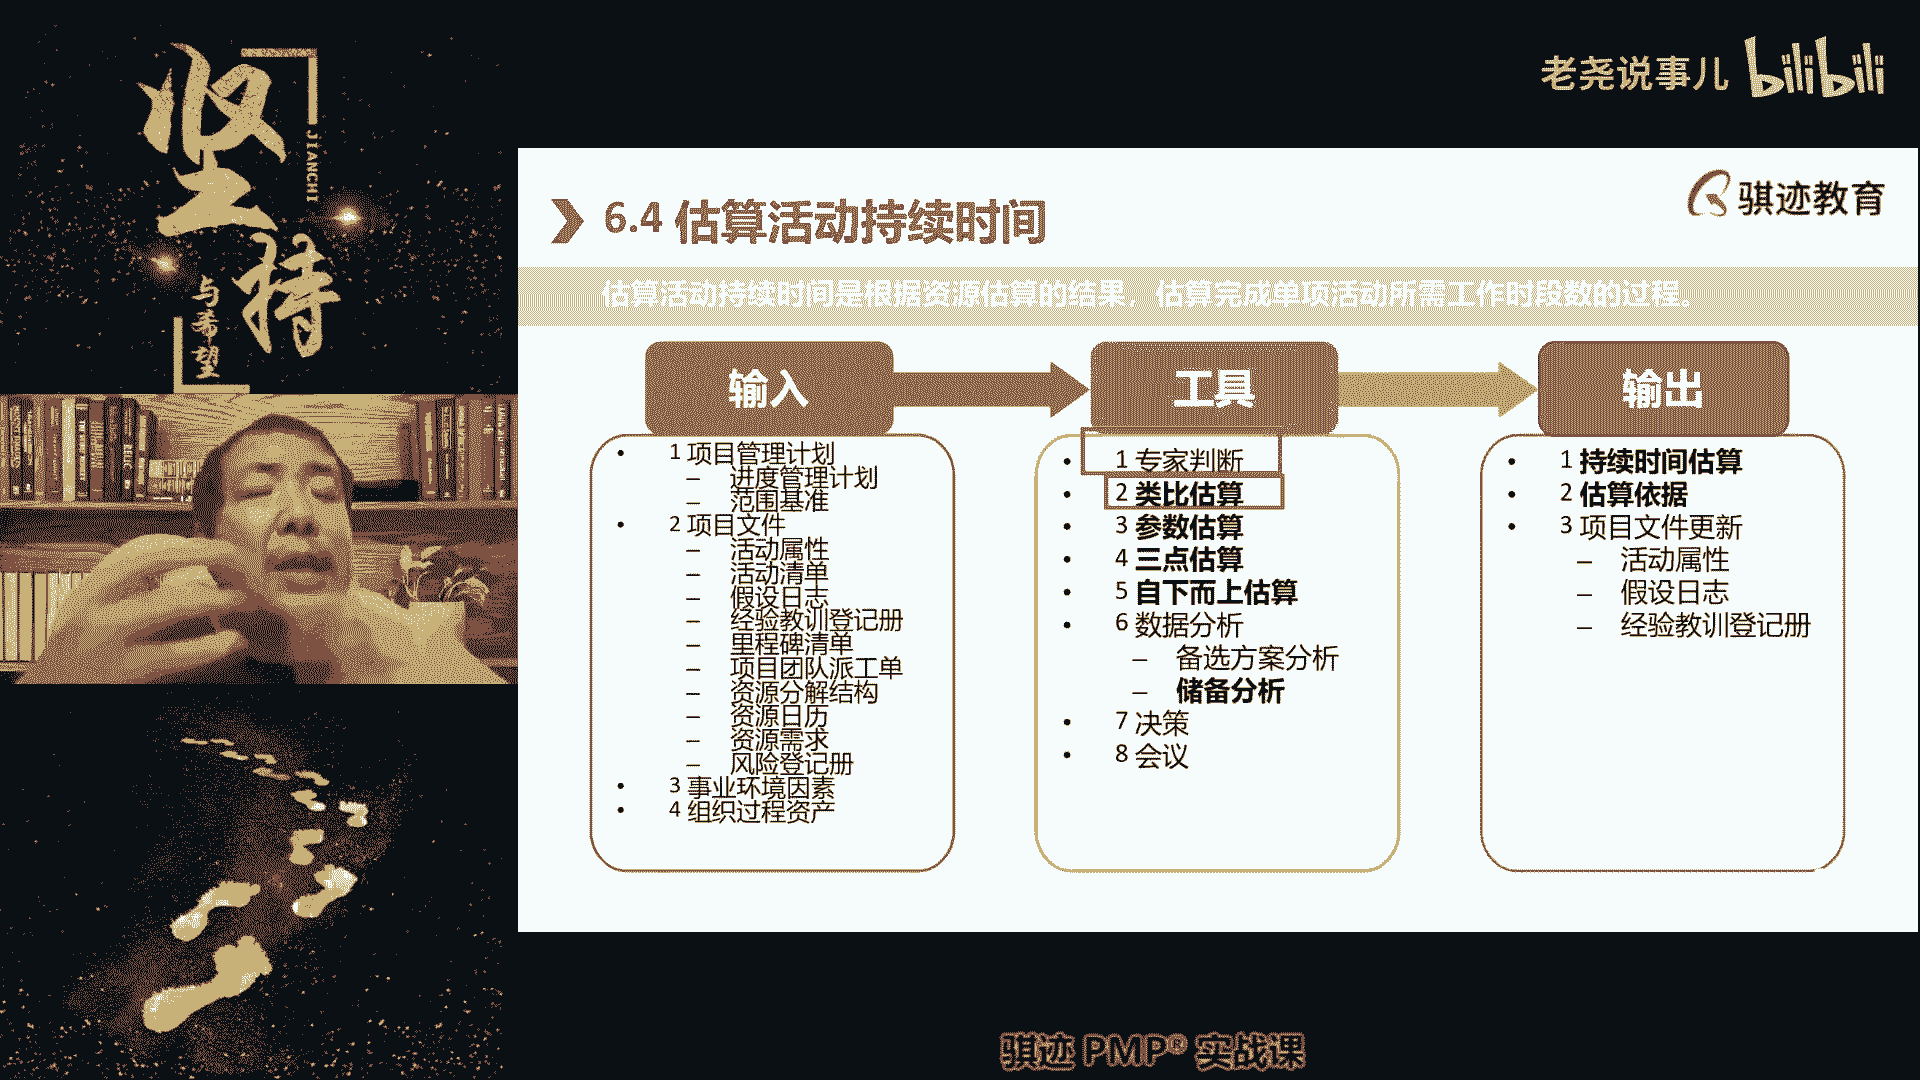 坚持
JIANCHI
与希望
老尧说事儿 bilibili
骐迹教育
6.4 估算活动持续时间
估算活动持续时间是根据资源估算的结果，估算完成单项活动所需工作时段数的过程。
输入
• 1 项目管理计划
– 进度管理计划
– 范围基准
• 2 项目文件
– 活动属性
– 活动清单
– 假设日志
– 经验教训登记册
– 里程碑清单
– 项目团队派工单
– 资源分解结构
– 资源日历
– 资源需求
– 风险登记册
• 3 事业环境因素
• 4 组织过程资产
工具
• 1 专家判断
• 2 类比估算
• 3 参数估算
• 4 三点估算
• 5 自下而上估算
• 6 数据分析
– 备选方案分析
– 储备分析
• 7 决策
• 8 会议
输出
• 1 持续时间估算
• 2 估算依据
• 3 项目文件更新
– 活动属性
– 假设日志
– 经验教训登记册
骐迹 PMP® 实战课